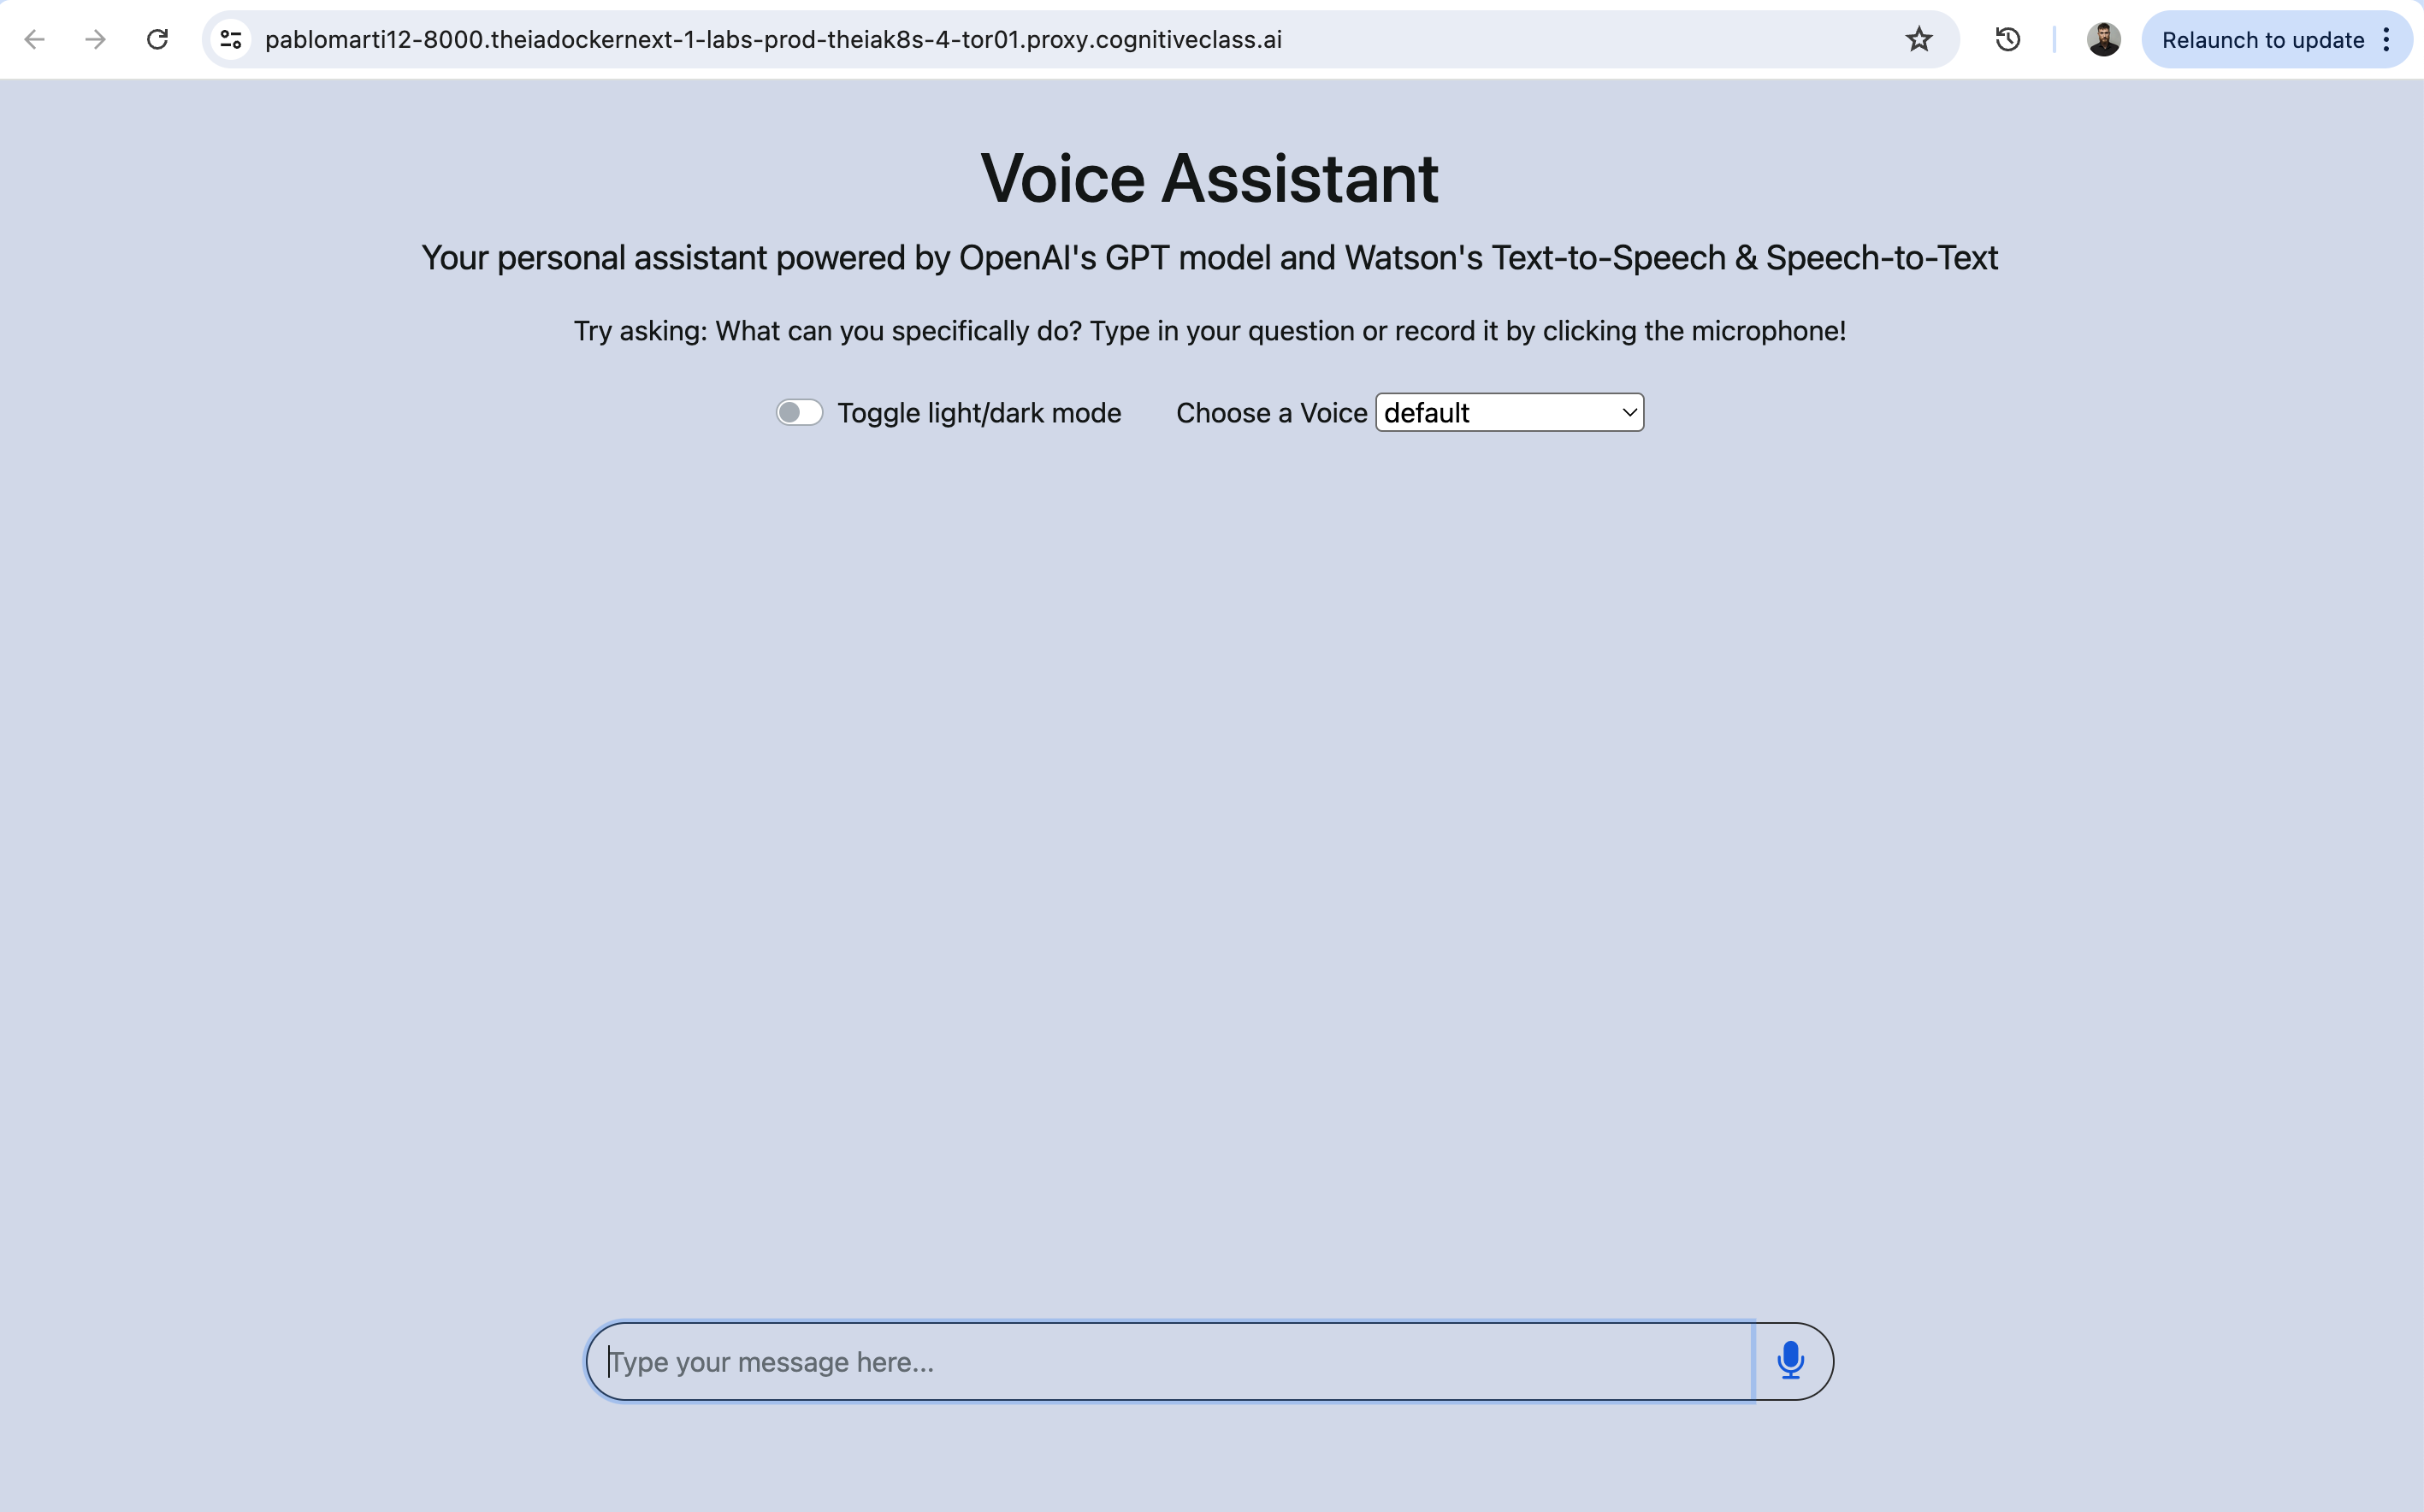 pablomarti12-8000.theiadockernext-1-labs-prod-theiak8s-4-tor01.proxy.cognitiveclass.ai
Relaunch to update
Voice Assistant
Your personal assistant powered by OpenAI's GPT model and Watson's Text-to-Speech & Speech-to-Text
Try asking: What can you specifically do? Type in your question or record it by clicking the microphone!
Toggle light/dark mode Choose a Voice default
Type your message here...